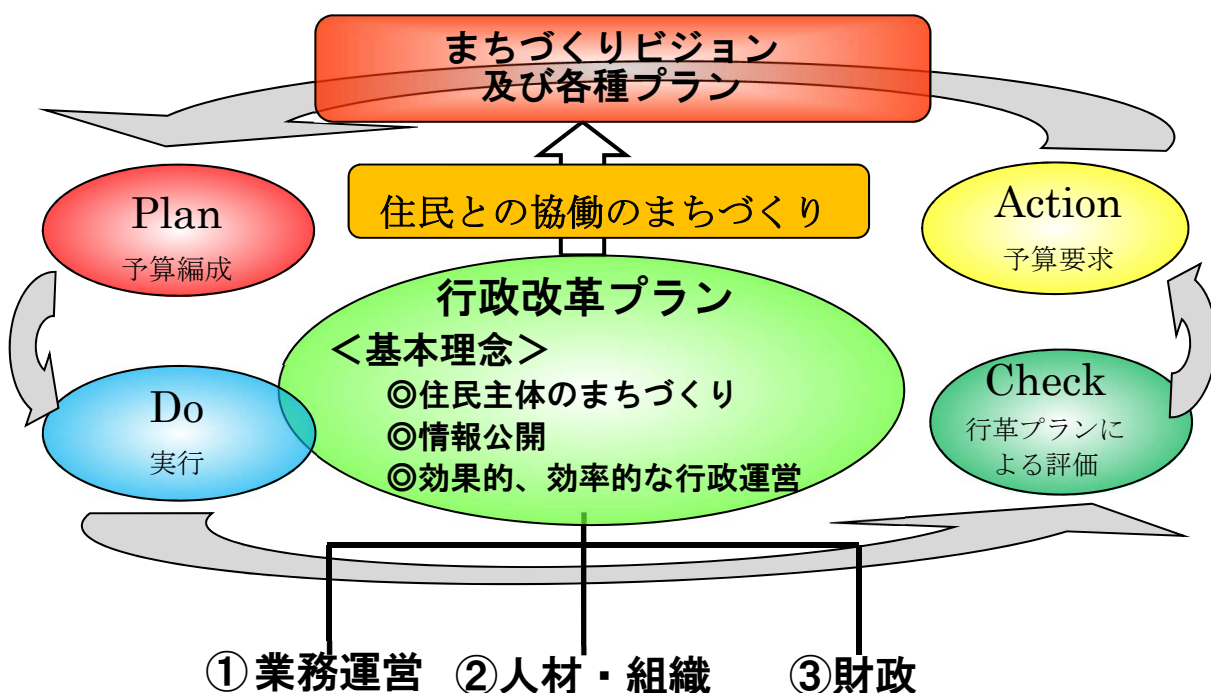 まちづくりビジョン
及び各種プラン
Plan
予算編成
住民との協働のまちづくり
Action
予算要求
行政改革プラン
＜基本理念＞
◎住民主体のまちづくり
◎情報公開
◎効果的、効率的な行政運営
Do
実行
Check
行革プランに
よる評価
①業務運営
②人材・組織
③財政